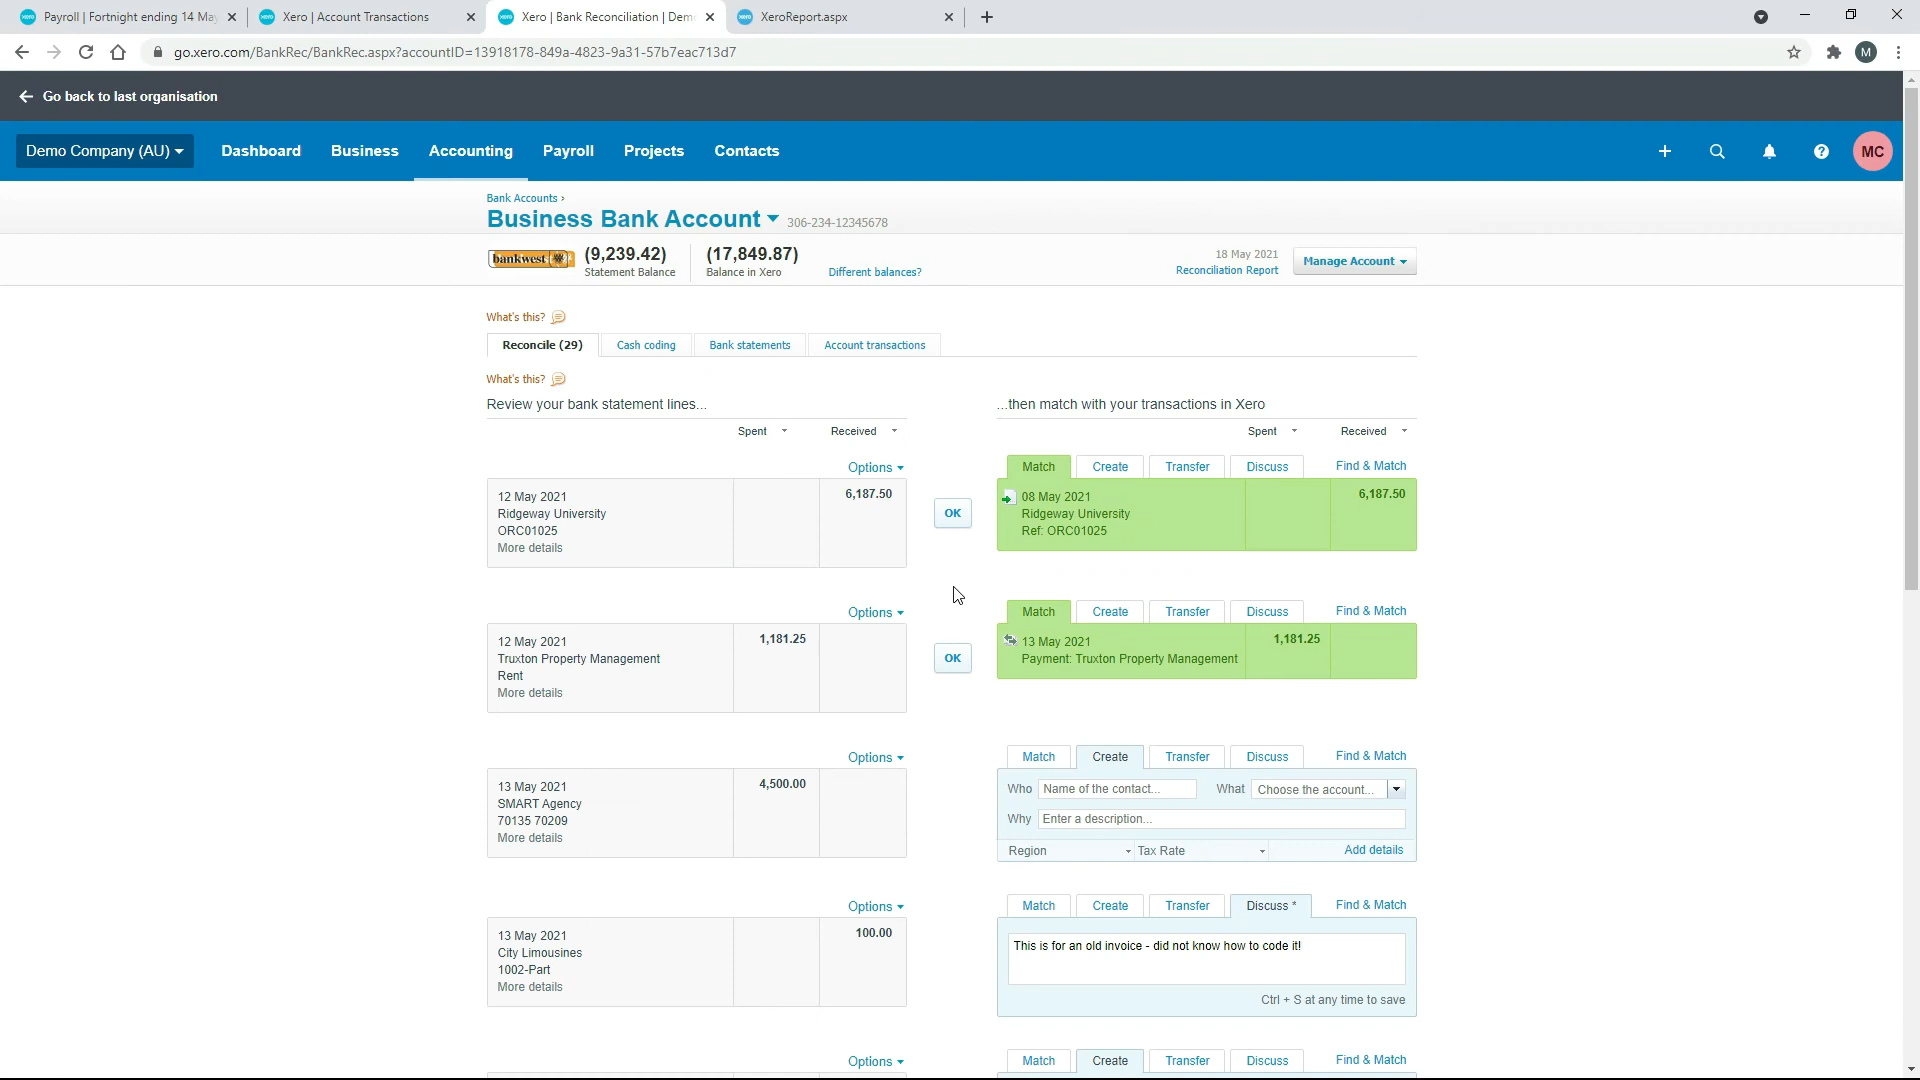 Payroll | Fortnight ending 14 May
Xero | Account Transactions
Xero | Bank Reconciliation | Dem
XeroReport.aspx
go.xero.com/BankRec/BankRec.aspx?accountID=13918178-849a-4823-9a31-57b7eac713d7
M
Go back to last organisation
Demo Company (AU)
Dashboard
Business
Accounting
Payroll
Projects
Contacts
MC
Bank Accounts ›
Business Bank Account 306-234-12345678
bankwest
(9,239.42)
Statement Balance
(17,849.87)
Balance in Xero
Different balances?
18 May 2021
Reconciliation Report
Manage Account
What's this?
Reconcile (29)
Cash coding
Bank statements
Account transactions
What's this?
Review your bank statement lines...
...then match with your transactions in Xero
Spent Received
Spent Received
Options
Match Create Transfer Discuss Find & Match
12 May 2021
Ridgeway University
ORC01025
More details
6,187.50
OK
08 May 2021
Ridgeway University
Ref: ORC01025
6,187.50
Options
Match Create Transfer Discuss Find & Match
12 May 2021
Truxton Property Management
Rent
More details
1,181.25
OK
13 May 2021
Payment: Truxton Property Management
1,181.25
Options
Match Create Transfer Discuss Find & Match
13 May 2021
SMART Agency
70135 70209
More details
4,500.00
Who Name of the contact... What Choose the account...
Why Enter a description...
Region Tax Rate Add details
Options
Match Create Transfer Discuss * Find & Match
13 May 2021
City Limousines
1002-Part
More details
100.00
This is for an old invoice - did not know how to code it!
Ctrl + S at any time to save
Options
Match Create Transfer Discuss Find & Match